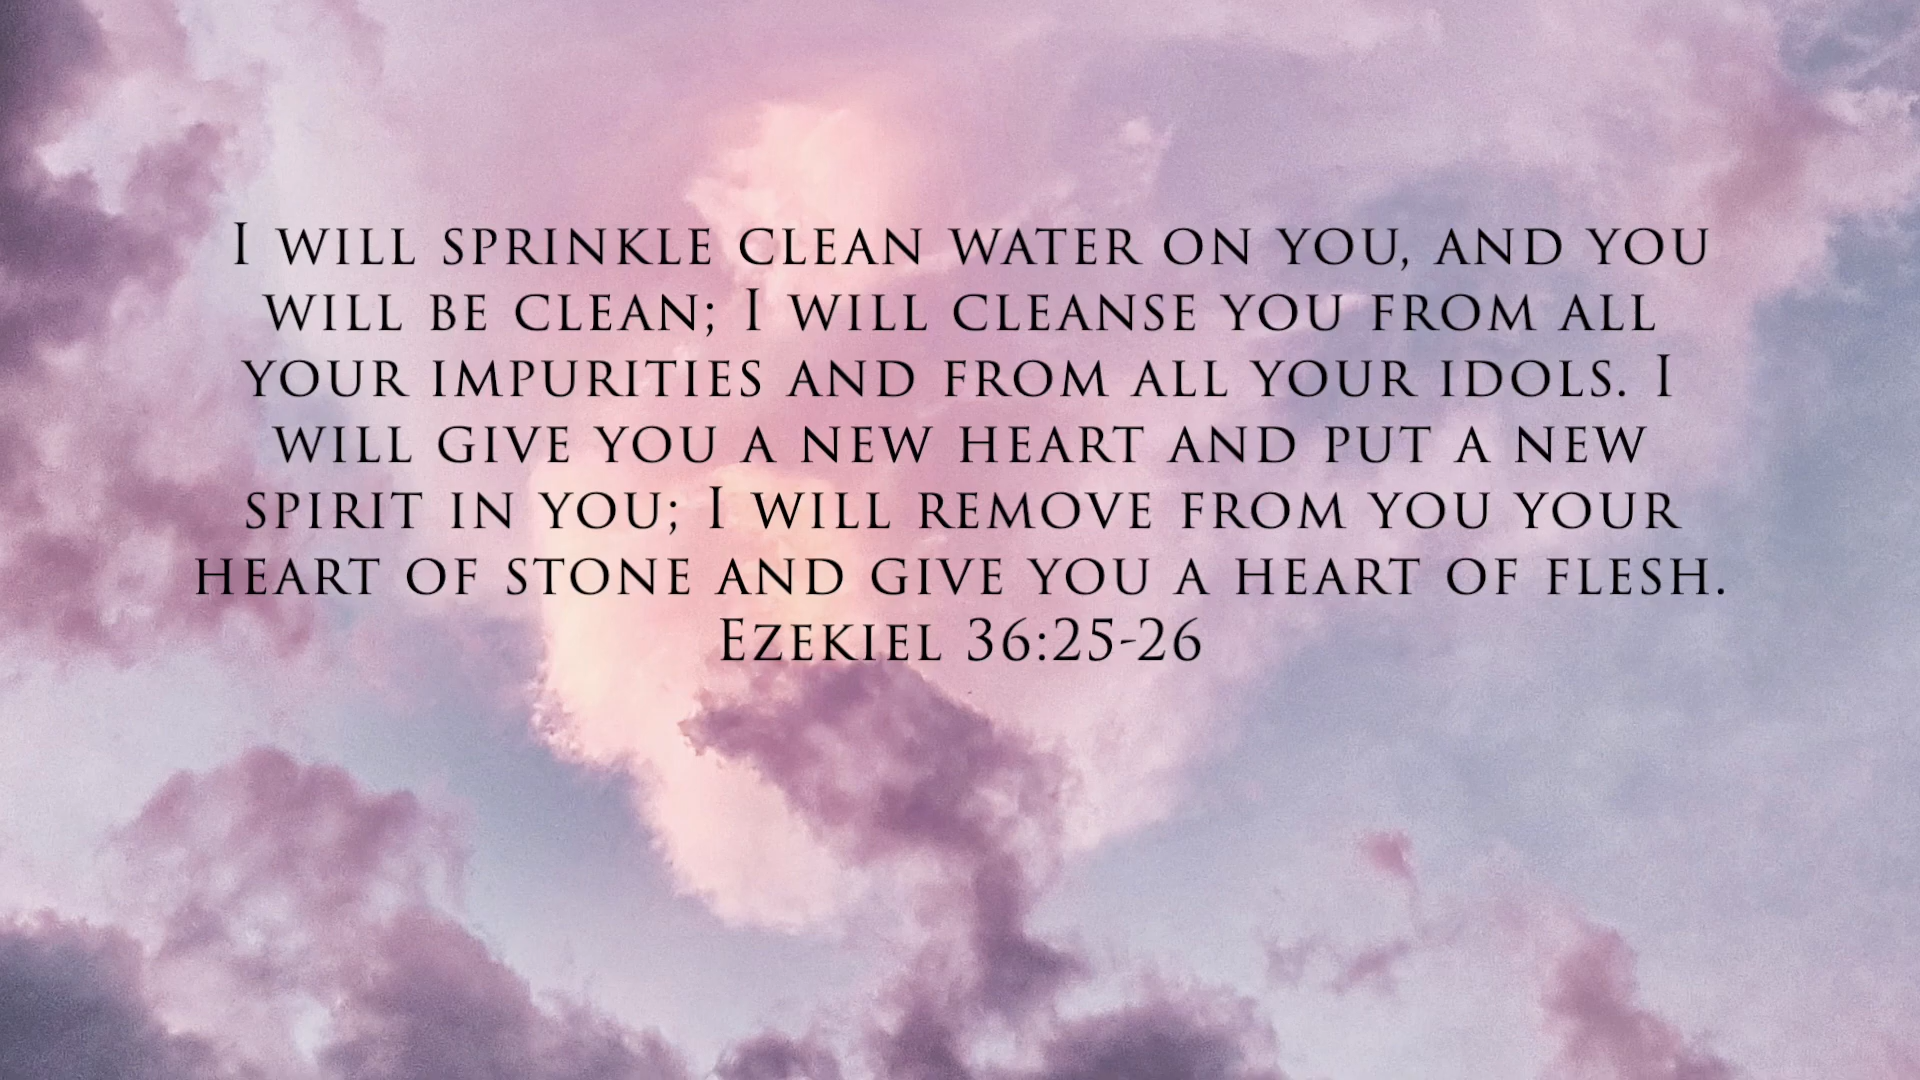 I will sprinkle clean water on you, and you
will be clean; I will cleanse you from all
your impurities and from all your idols. I
will give you a new heart and put a new
spirit in you; I will remove from you your
heart of stone and give you a heart of flesh.
Ezekiel 36:25-26